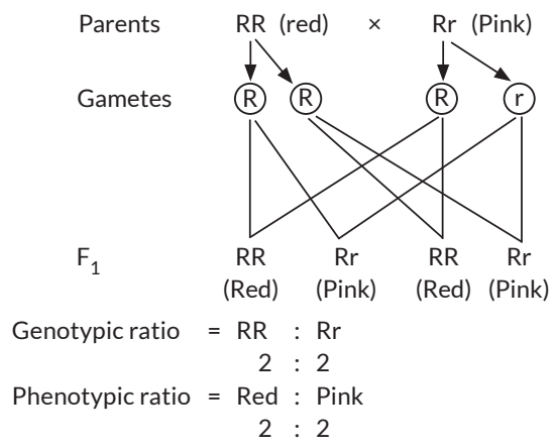 Parents RR (red) × Rr (Pink)
Gametes R R R r
F1 RR Rr RR Rr
(Red) (Pink) (Red) (Pink)
Genotypic ratio = RR : Rr
2 : 2
Phenotypic ratio = Red : Pink
2 : 2